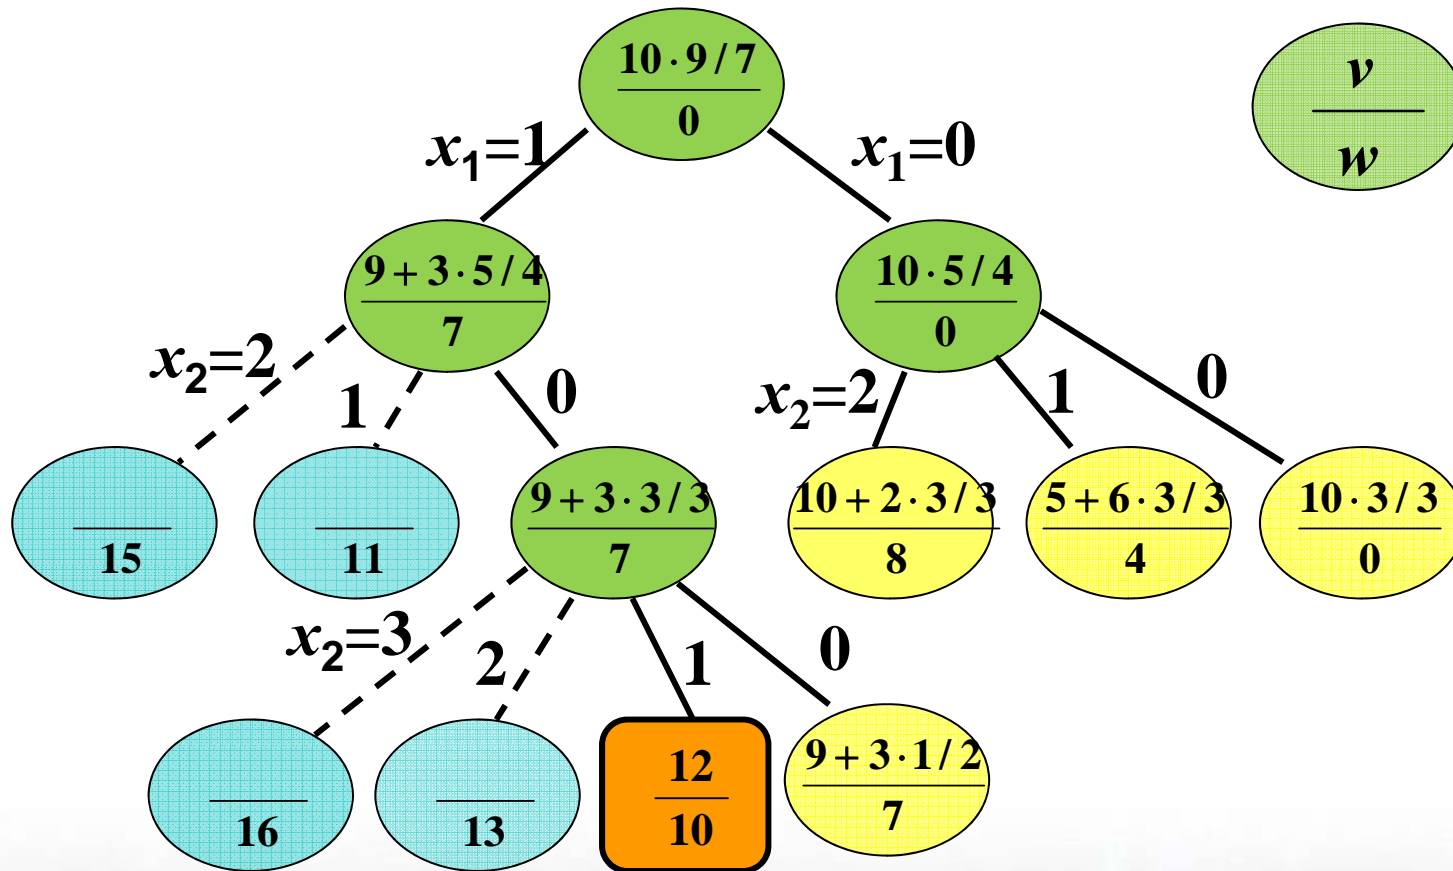 10 · 9 / 7
0
v
w
x₁=1
x₁=0
9 + 3 · 5 / 4
7
10 · 5 / 4
0
x₂=2
1
0
x₂=2
1
0
15
11
9 + 3 · 3 / 3
7
10 + 2 · 3 / 3
8
5 + 6 · 3 / 3
4
10 · 3 / 3
0
x₂=3
2
1
0
16
13
12
10
9 + 3 · 1 / 2
7